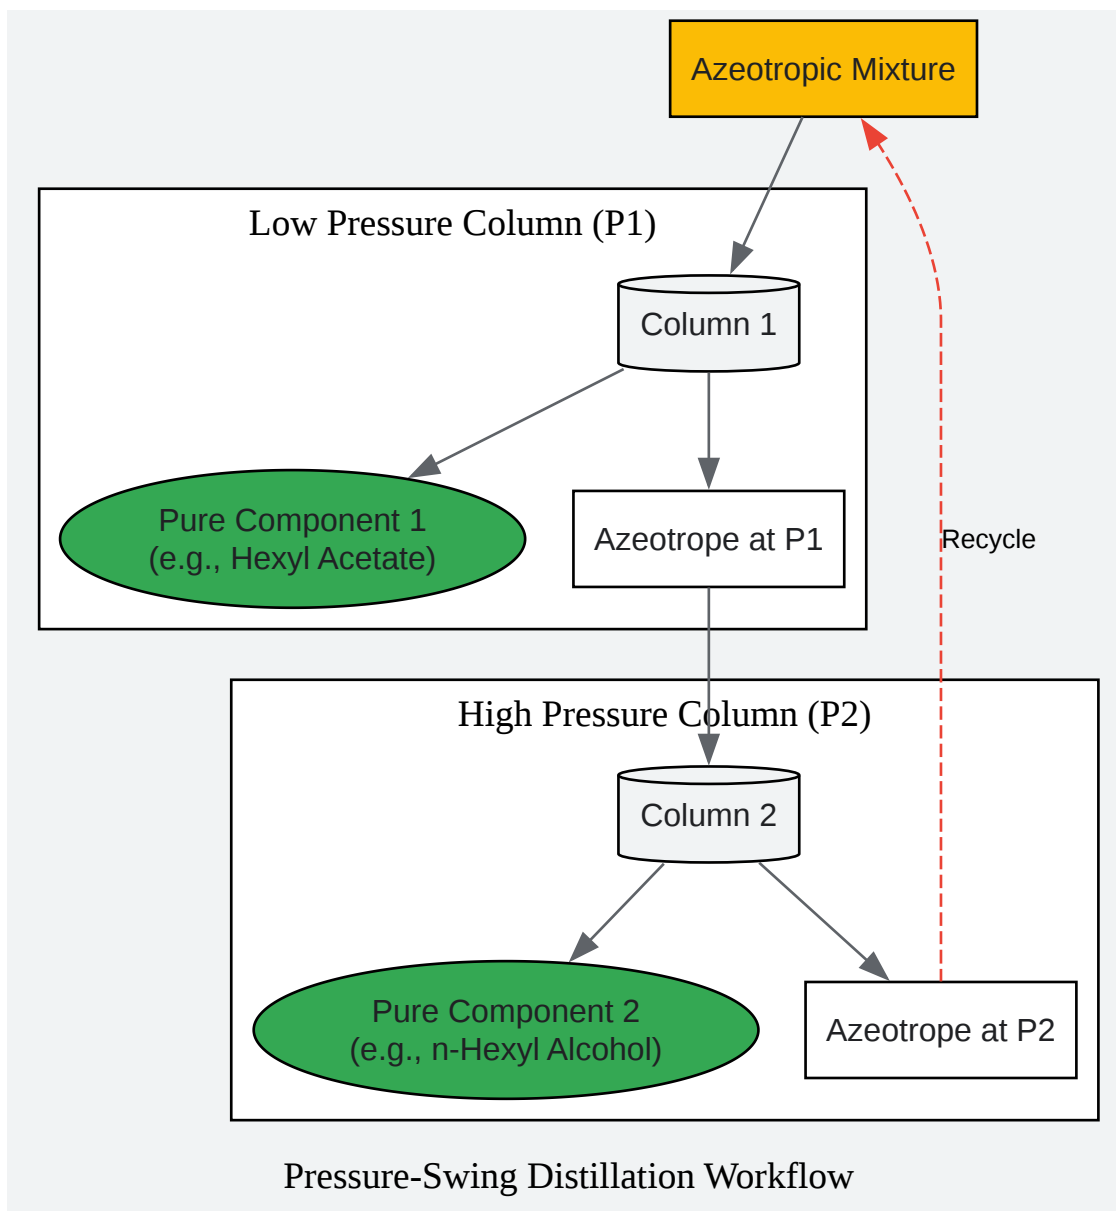 Azeotropic Mixture
Low Pressure Column (P1)
Column 1
Pure Component 1
(e.g., Hexyl Acetate)
Azeotrope at P1
Recycle
High Pressure Column (P2)
Column 2
Pure Component 2
(e.g., n-Hexyl Alcohol)
Azeotrope at P2
Pressure-Swing Distillation Workflow